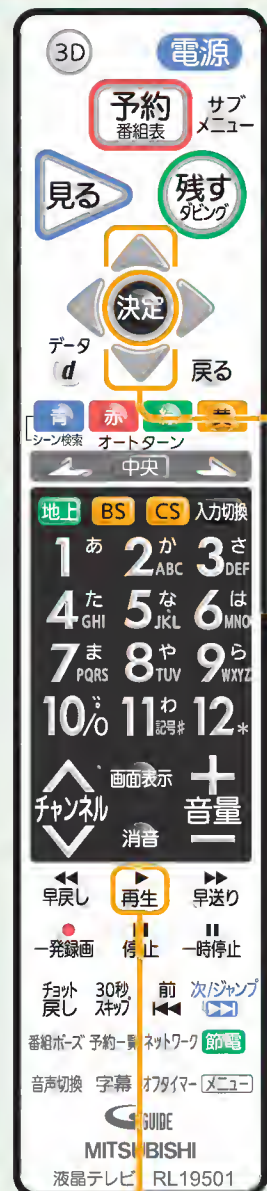 3D 電源
予約 サブ
番組表 メニュー
見る 残す
ダビング
決定
データ
d 戻る
青 赤 緑 黄
シーン検索 オートターン
中央
地上 BS CS 入力切換
1 あ 2 か ABC 3 さ DEF
4 た GHI 5 な JKL 6 は MNO
7 ま PQRS 8 や TUV 9 ら WXYZ
10/0 11 わ 記号# 12 *
画面表示 +
チャンネル 音量
消音 −
◀◀ ▶ ▶▶
早戻し 再生 早送り
● ■ ⏸
一発録画 停止 一時停止
チョット 30秒 前 次/ジャンプ
戻し スキップ ⏮ ⏭
番組ポーズ 予約一覧 ネットワーク 節電
音声切換 字幕 オフタイマー メニュー
G GUIDE
MITSUBISHI
液晶テレビ RL19501